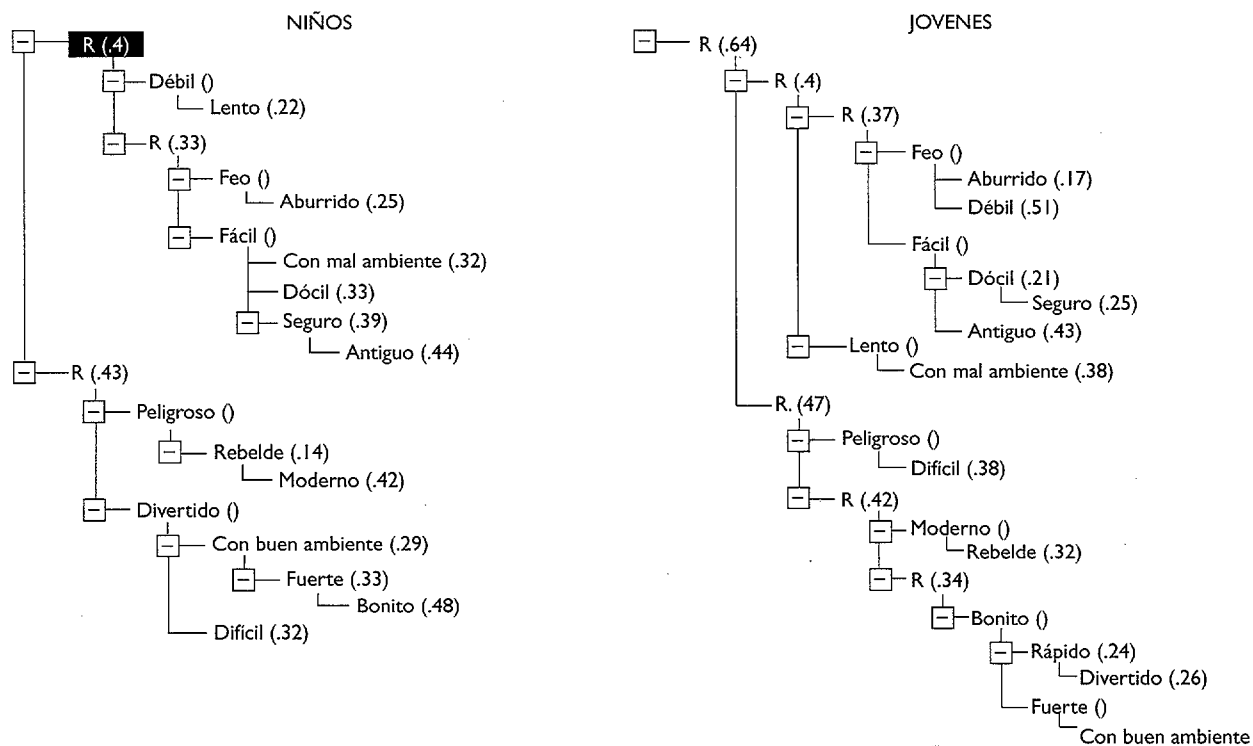 NIÑOS
R (.4)
Débil ()
Lento (.22)
R (.33)
Feo ()
Aburrido (.25)
Fácil ()
Con mal ambiente (.32)
Dócil (.33)
Seguro (.39)
Antiguo (.44)
R (.43)
Peligroso ()
Rebelde (.14)
Moderno (.42)
Divertido ()
Con buen ambiente (.29)
Fuerte (.33)
Bonito (.48)
Difícil (.32)
JOVENES
R (.64)
R (.4)
R (.37)
Feo ()
Aburrido (.17)
Débil (.51)
Fácil ()
Dócil (.21)
Seguro (.25)
Antiguo (.43)
Lento ()
Con mal ambiente (.38)
R. (47)
Peligroso ()
Difícil (.38)
R (.42)
Moderno ()
Rebelde (.32)
R (.34)
Bonito ()
Rápido (.24)
Divertido (.26)
Fuerte ()
Con buen ambiente